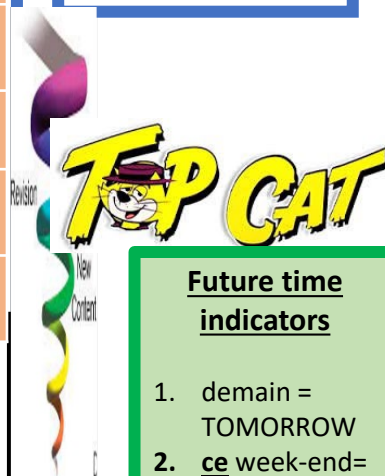 Revision
TOP CAT
New
Content
Future time
indicators
1. demain =
TOMORROW
2. ce week-end=